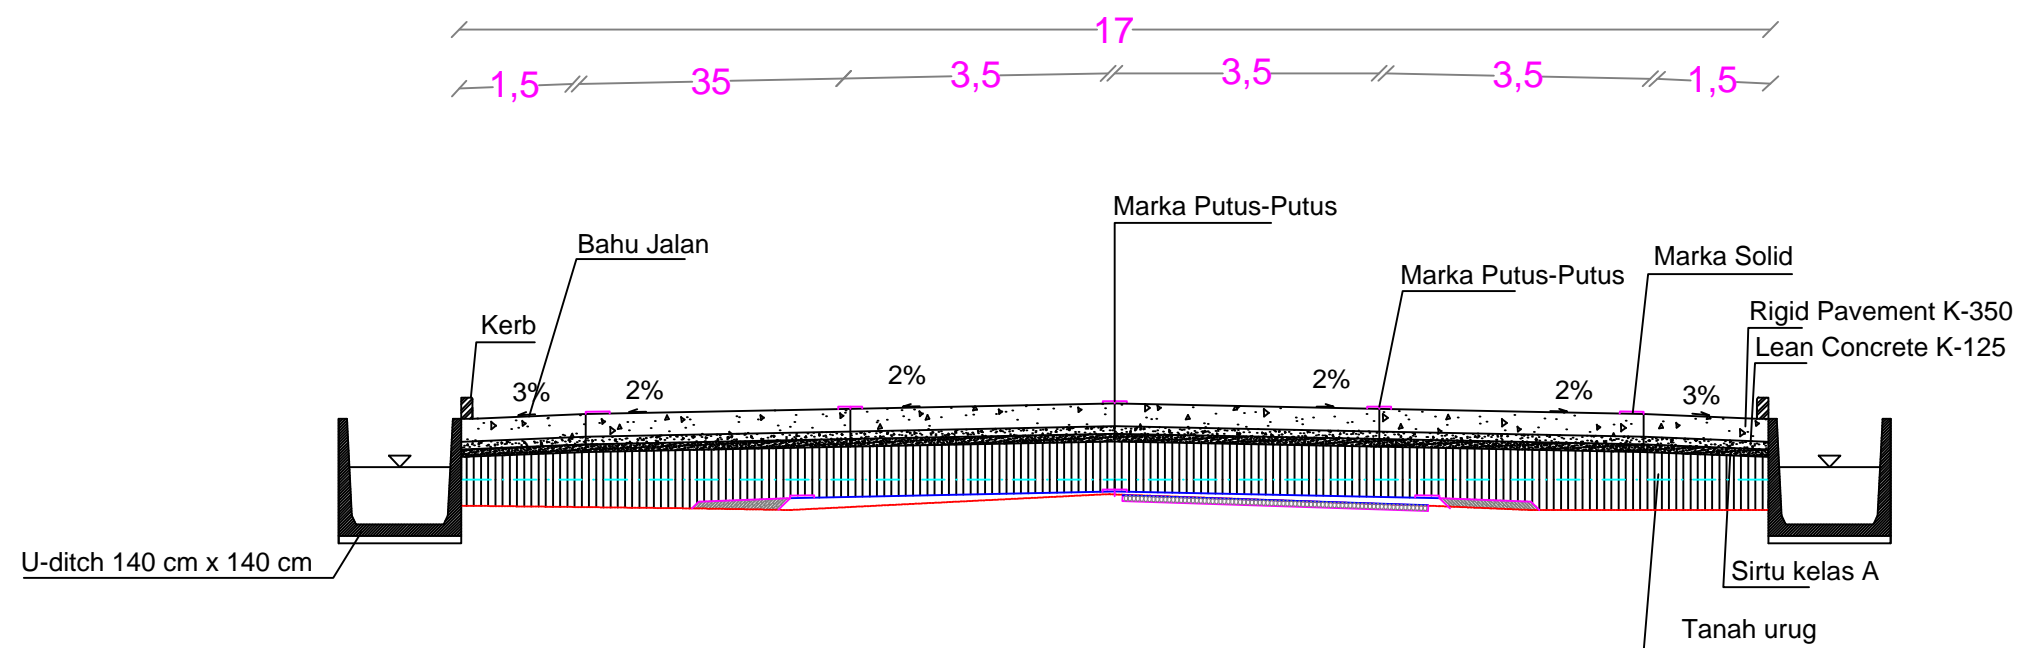 17
1,5 35 3,5 3,5 3,5 1,5
Marka Putus-Putus
Bahu Jalan
Marka Solid
Marka Putus-Putus
Kerb
Rigid Pavement K-350
Lean Concrete K-125
3% 2% 2% 2% 2% 3%
U-ditch 140 cm x 140 cm
Sirtu kelas A
Tanah urug